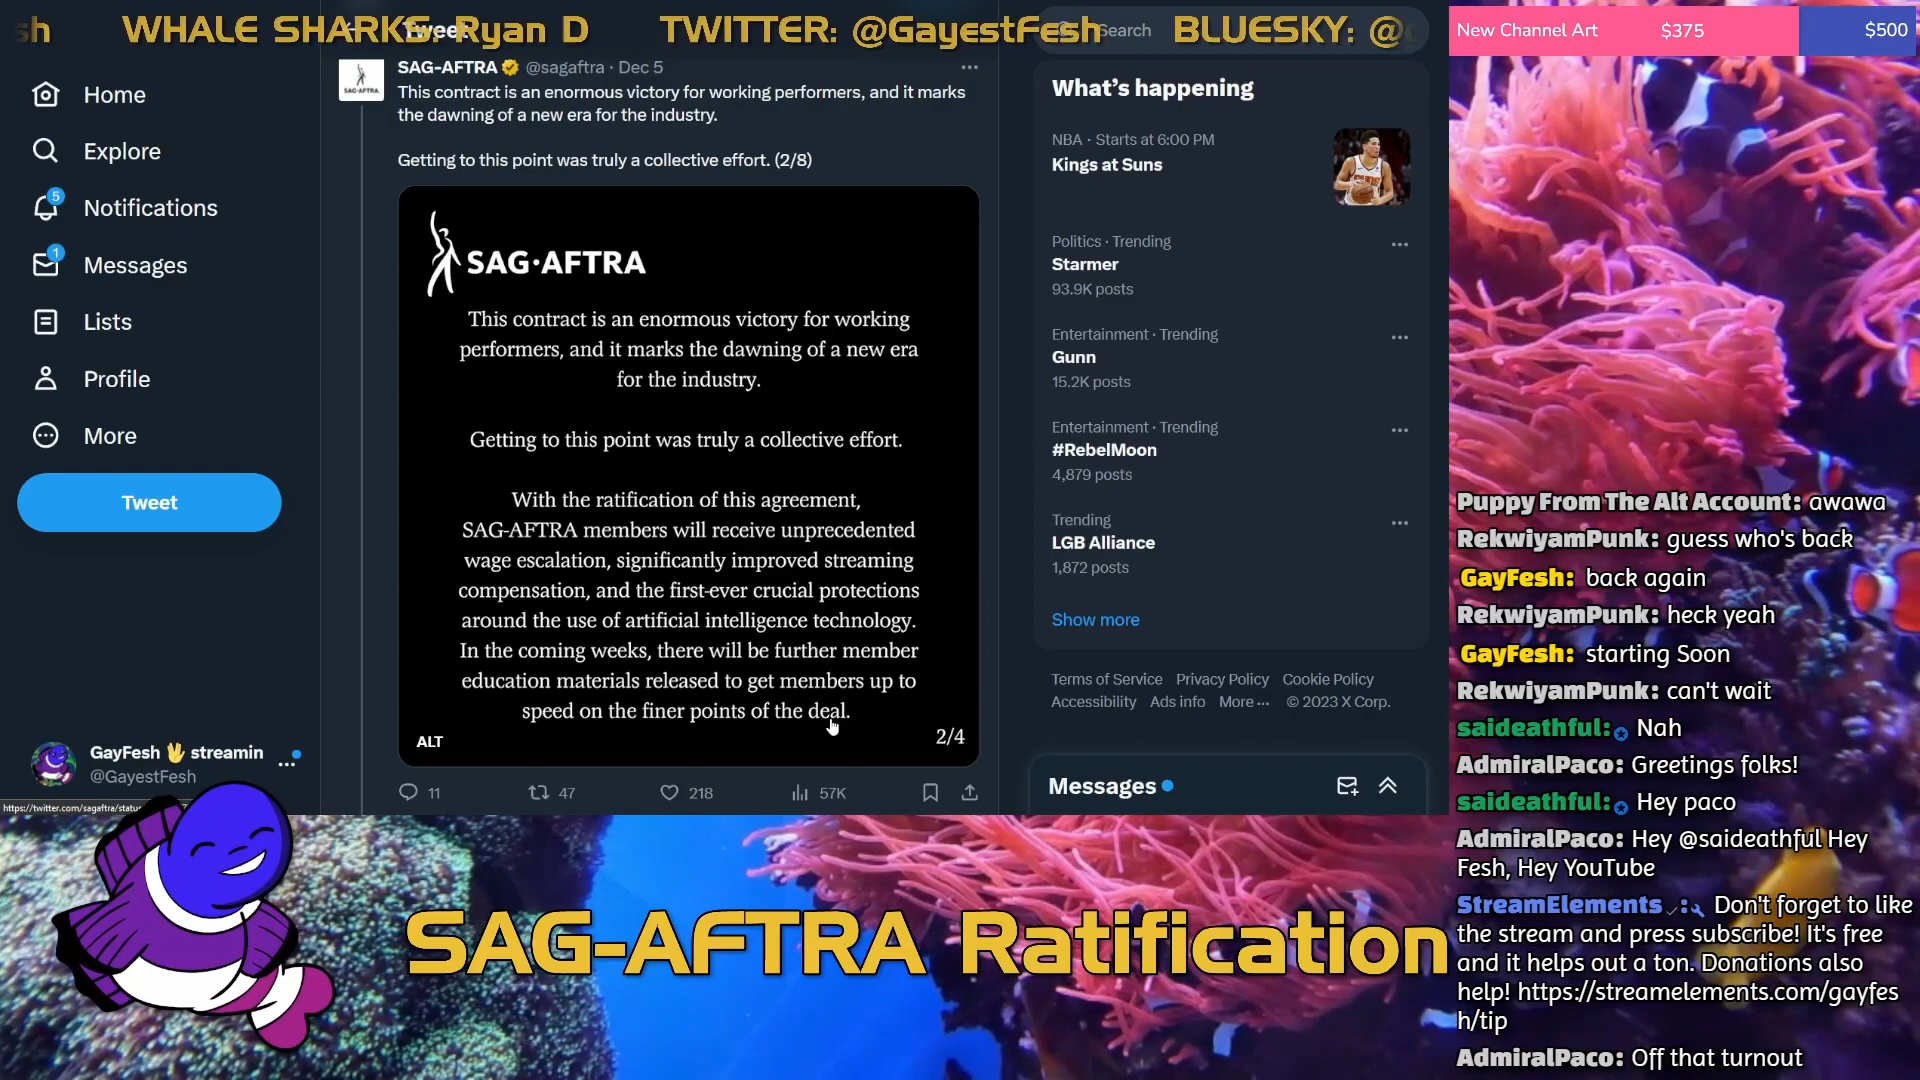 sh WHALE SHARKS: Ryan D TWITTER: @GayestFesh BLUESKY: @
Tweet
Search
New Channel Art $375 $500
Home
Explore
5
Notifications
1
Messages
Lists
Profile
More
Tweet
GayFesh 🖖 streamin
@GayestFesh
...
https://twitter.com/sagaftra/statu
SAG-AFTRA @sagaftra · Dec 5
This contract is an enormous victory for working performers, and it marks
the dawning of a new era for the industry.
Getting to this point was truly a collective effort. (2/8)
SAG-AFTRA
SAG·AFTRA
This contract is an enormous victory for working
performers, and it marks the dawning of a new era
for the industry.
Getting to this point was truly a collective effort.
With the ratification of this agreement,
SAG-AFTRA members will receive unprecedented
wage escalation, significantly improved streaming
compensation, and the first-ever crucial protections
around the use of artificial intelligence technology.
In the coming weeks, there will be further member
education materials released to get members up to
speed on the finer points of the deal.
ALT
2/4
11 47 218 57K
What's happening
NBA · Starts at 6:00 PM
Kings at Suns
Politics · Trending
Starmer
93.9K posts
Entertainment · Trending
Gunn
15.2K posts
Entertainment · Trending
#RebelMoon
4,879 posts
Trending
LGB Alliance
1,872 posts
Show more
Terms of Service Privacy Policy Cookie Policy
Accessibility Ads info More ··· © 2023 X Corp.
Messages
Puppy From The Alt Account: awawa
RekwiyamPunk: guess who's back
GayFesh: back again
RekwiyamPunk: heck yeah
GayFesh: starting Soon
RekwiyamPunk: can't wait
saideathful: Nah
AdmiralPaco: Greetings folks!
saideathful: Hey paco
AdmiralPaco: Hey @saideathful Hey
Fesh, Hey YouTube
StreamElements: Don't forget to like
the stream and press subscribe! It's free
and it helps out a ton. Donations also
help! https://streamelements.com/gayfes
h/tip
AdmiralPaco: Off that turnout
SAG-AFTRA Ratification